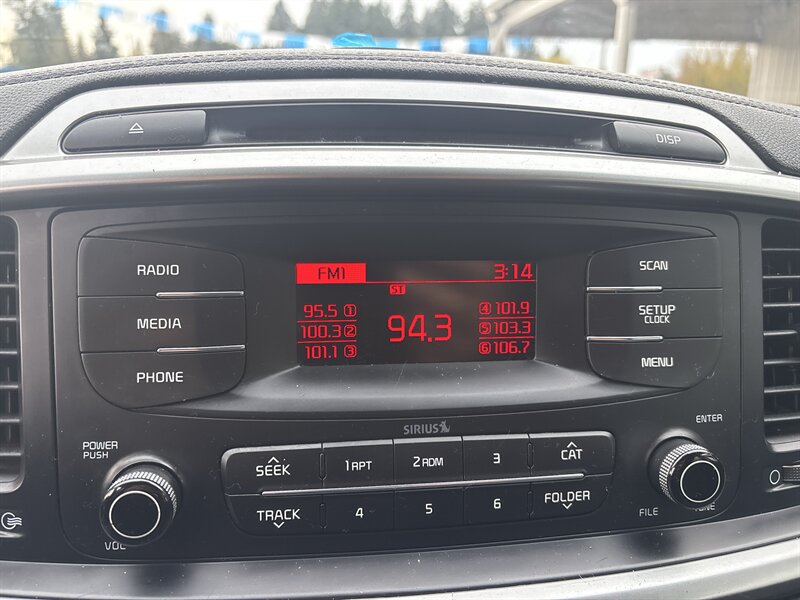 DISP
RADIO
MEDIA
PHONE
FM1 3:14
ST
95.5 1 94.3 4 101.9
100.3 2 5 103.3
101.1 3 6 106.7
SCAN
SETUP
CLOCK
MENU
SIRIUS
POWER
PUSH
VOL
SEEK 1 RPT 2 RDM 3 CAT
TRACK 4 5 6 FOLDER
ENTER
FILE TUNE